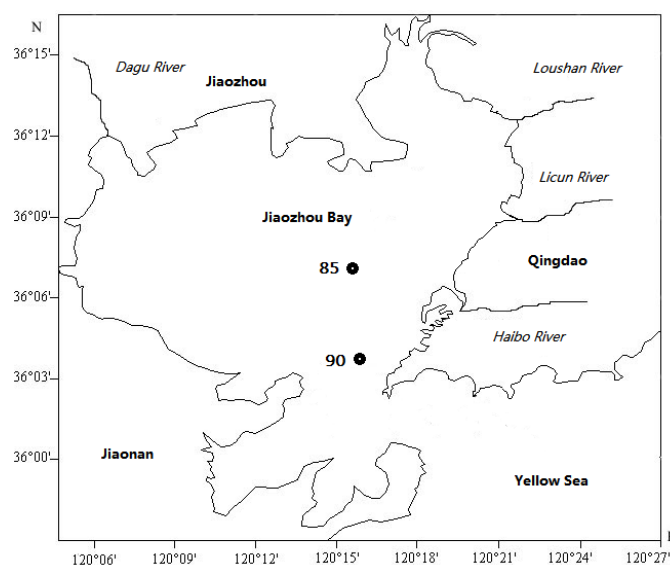 N
36°15'
Dagu River
Jiaozhou
Loushan River
36°12'
Licun River
36°09'
Jiaozhou Bay
85
Qingdao
36°06'
Haibo River
90
36°03'
36°00'
Jiaonan
Yellow Sea
120°06' 120°09' 120°12' 120°15' 120°18' 120°21' 120°24' 120°27'